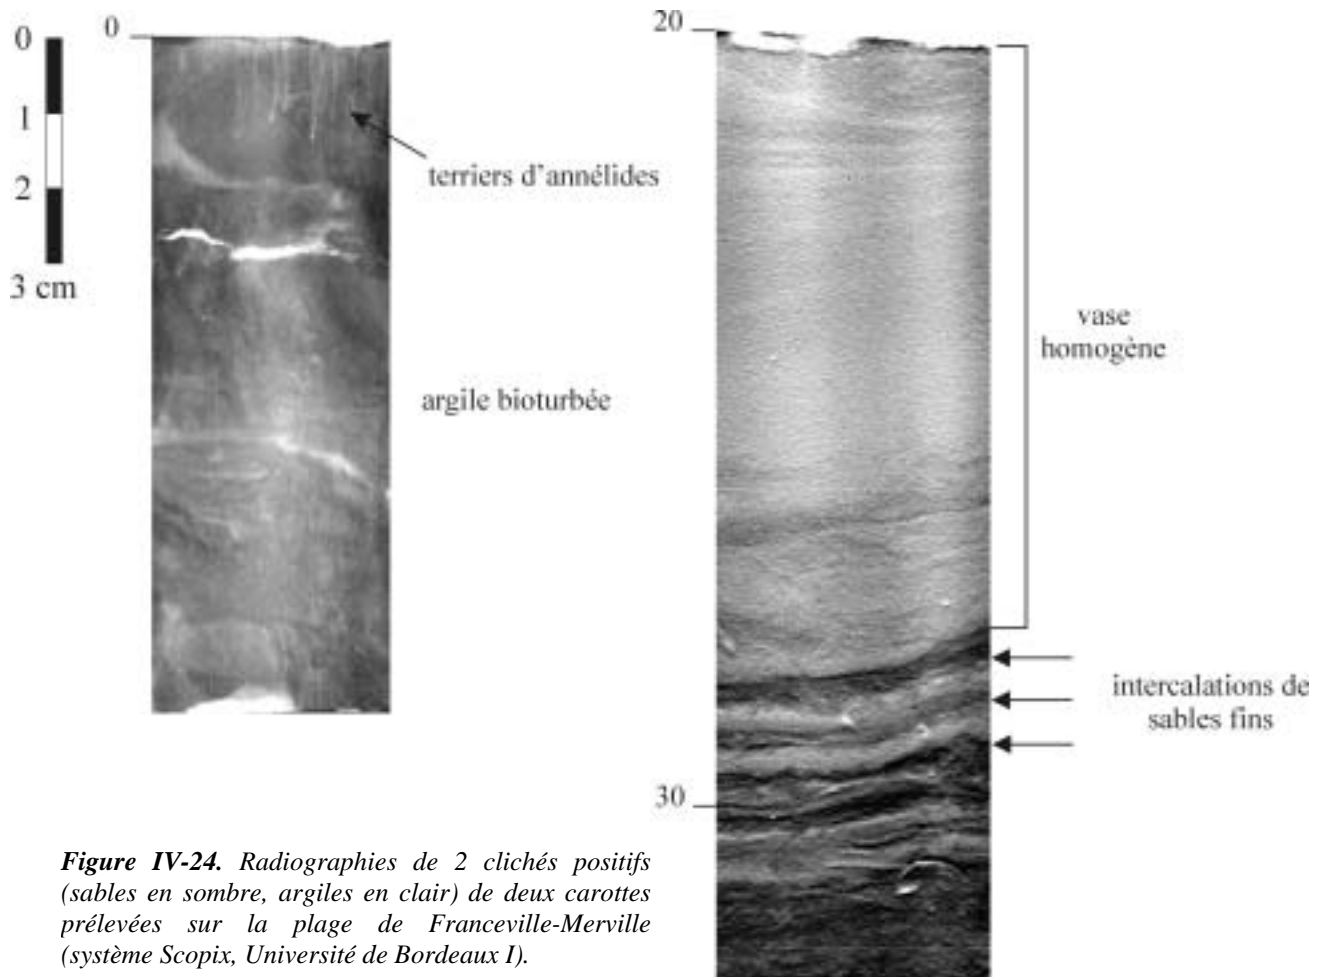 0
1
2
3 cm
0
terriers d'annélides
argile bioturbée
20
vase
homogène
intercalations de
sables fins
30
Figure IV-24. Radiographies de 2 clichés positifs
(sables en sombre, argiles en clair) de deux carottes
prélevées sur la plage de Franceville-Merville
(système Scopix, Université de Bordeaux I).